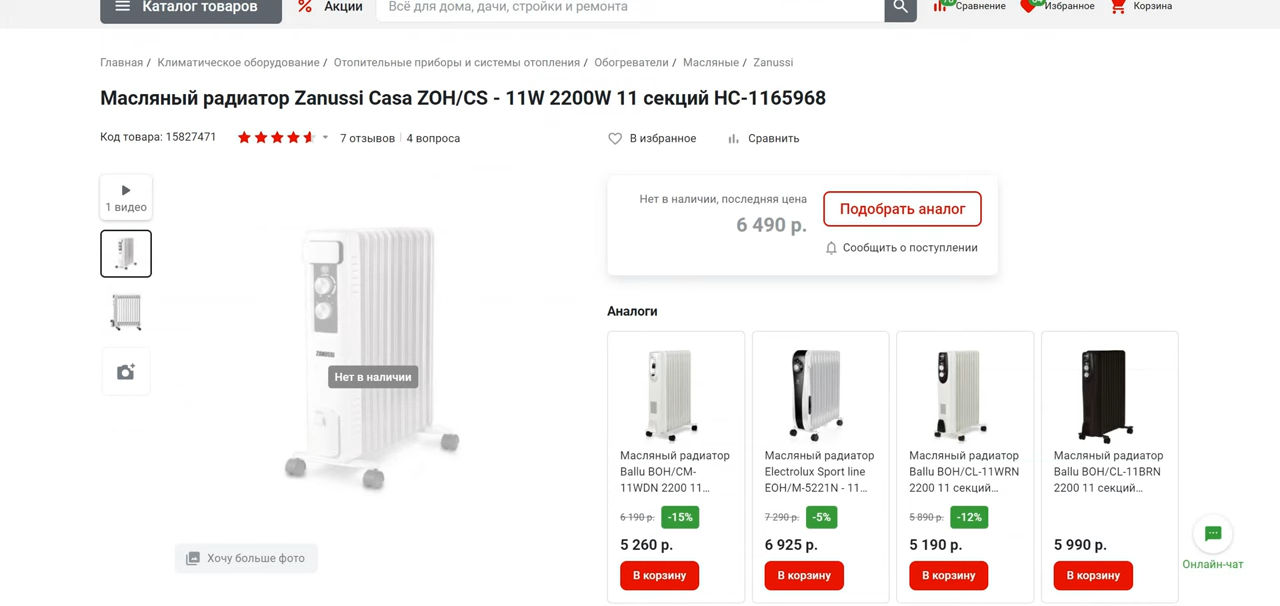 Каталог товаров
Акции
Всё для дома, дачи, стройки и ремонта
Сравнение
Избранное
Корзина
Главная / Климатическое оборудование / Отопительные приборы и системы отопления / Обогреватели / Масляные / Zanussi
Масляный радиатор Zanussi Casa ZOH/CS - 11W 2200W 11 секций НС-1165968
Код товара: 15827471
7 отзывов
4 вопроса
В избранное
Сравнить
1 видео
Нет в наличии, последняя цена
6 490 р.
Подобрать аналог
Сообщить о поступлении
ZANUSSI
Нет в наличии
Хочу больше фото
Аналоги
Масляный радиатор
Ballu BOH/CM-
11WDN 2200 11...
6 190 р. -15%
5 260 р.
В корзину
Масляный радиатор
Electrolux Sport line
EOH/M-5221N - 11...
7 290 р. -5%
6 925 р.
В корзину
Масляный радиатор
Ballu BOH/CL-11WRN
2200 11 секций...
5 890 р. -12%
5 190 р.
В корзину
Масляный радиатор
Ballu BOH/CL-11BRN
2200 11 секций...
5 990 р.
В корзину
Онлайн-чат